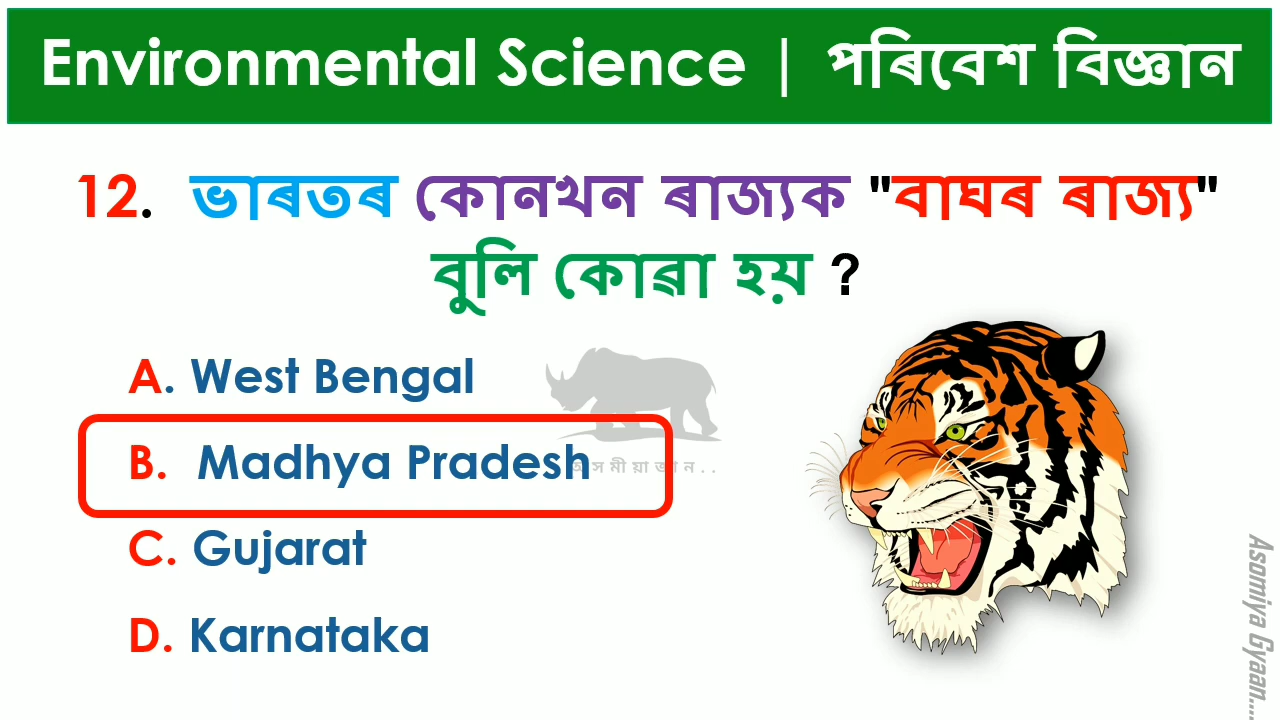 Environmental Science | পৰিবেশ বিজ্ঞান
12. ভাৰতৰ কোনখন ৰাজ্যক "বাঘৰ ৰাজ্য"
বুলি কোৱা হয় ?
A. West Bengal
B. Madhya Pradesh
C. Gujarat
D. Karnataka
Asomiya Gyaan....